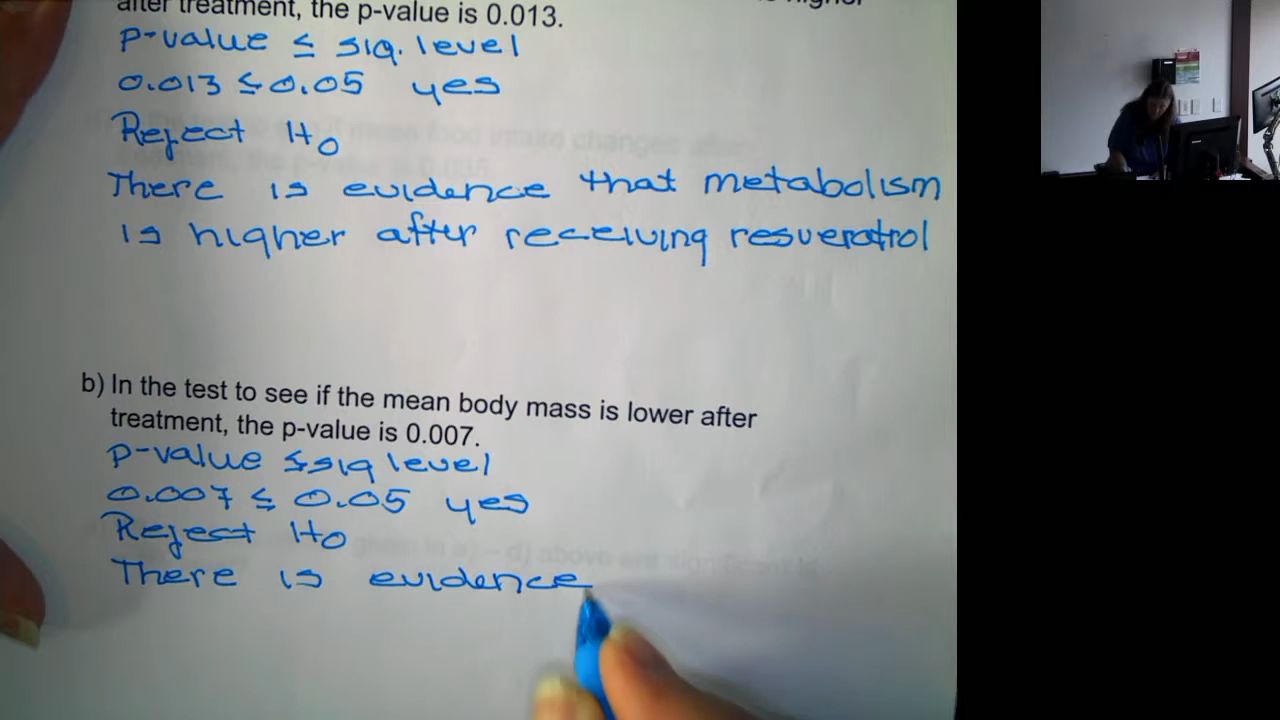 after treatment, the p-value is 0.013.
p-value ≤ sig. level
0.013 ≤ 0.05 yes
Reject H0
There is evidence that metabolism
is higher after receiving resveratrol
b) In the test to see if the mean body mass is lower after
treatment, the p-value is 0.007.
p-value ≤ sig level
0.007 ≤ 0.05 yes
Reject H0
There is evidence